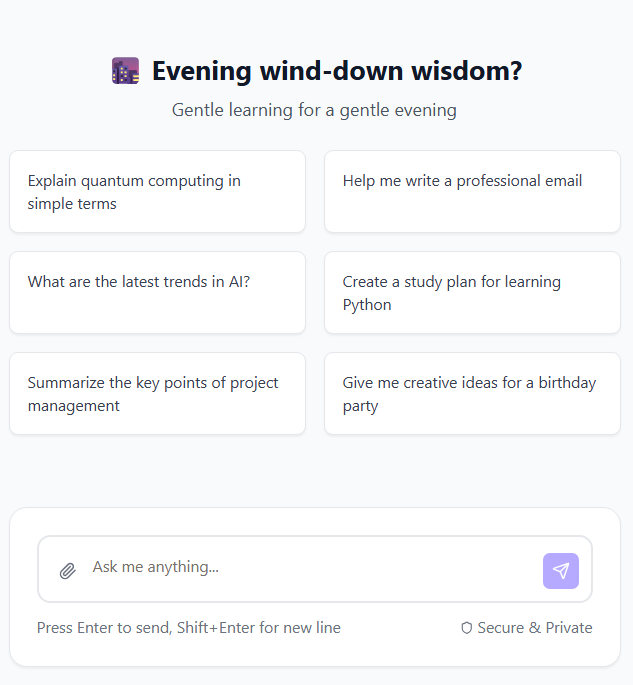 Evening wind-down wisdom?
Gentle learning for a gentle evening
Explain quantum computing in
simple terms
Help me write a professional email
What are the latest trends in AI?
Create a study plan for learning
Python
Summarize the key points of project
management
Give me creative ideas for a birthday
party
Ask me anything...
Press Enter to send, Shift+Enter for new line
Secure & Private